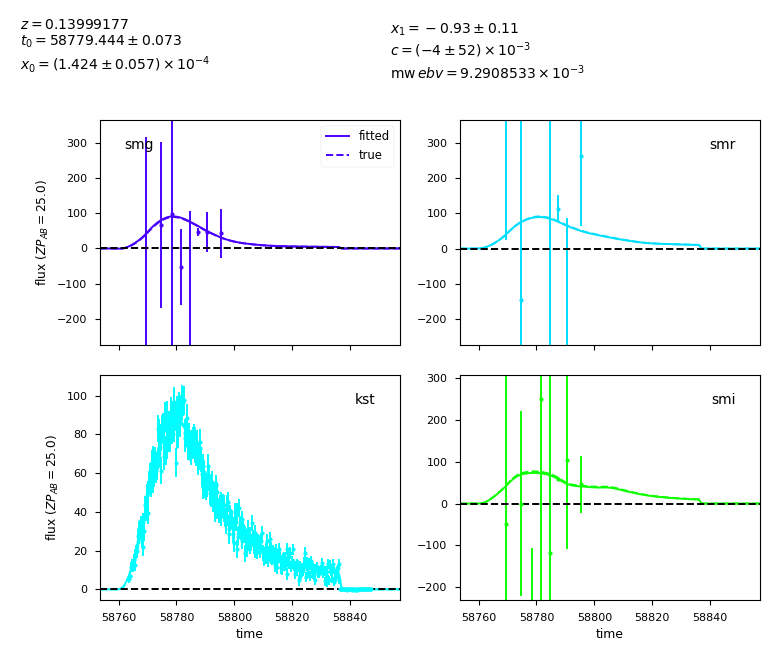 z = 0.13999177
t₀ = 58779.444 ± 0.073
x₀ = (1.424 ± 0.057) × 10⁻⁴
x₁ = −0.93 ± 0.11
c = (−4 ± 52) × 10⁻³
mw ebv = 9.2908533 × 10⁻³
smg
fitted
true
300
200
100
0
−100
−200
flux (ZP_AB = 25.0)
smr
300
200
100
0
−100
−200
kst
100
80
60
40
20
0
flux (ZP_AB = 25.0)
58760 58780 58800 58820 58840
time
smi
300
200
100
0
−100
−200
58760 58780 58800 58820 58840
time